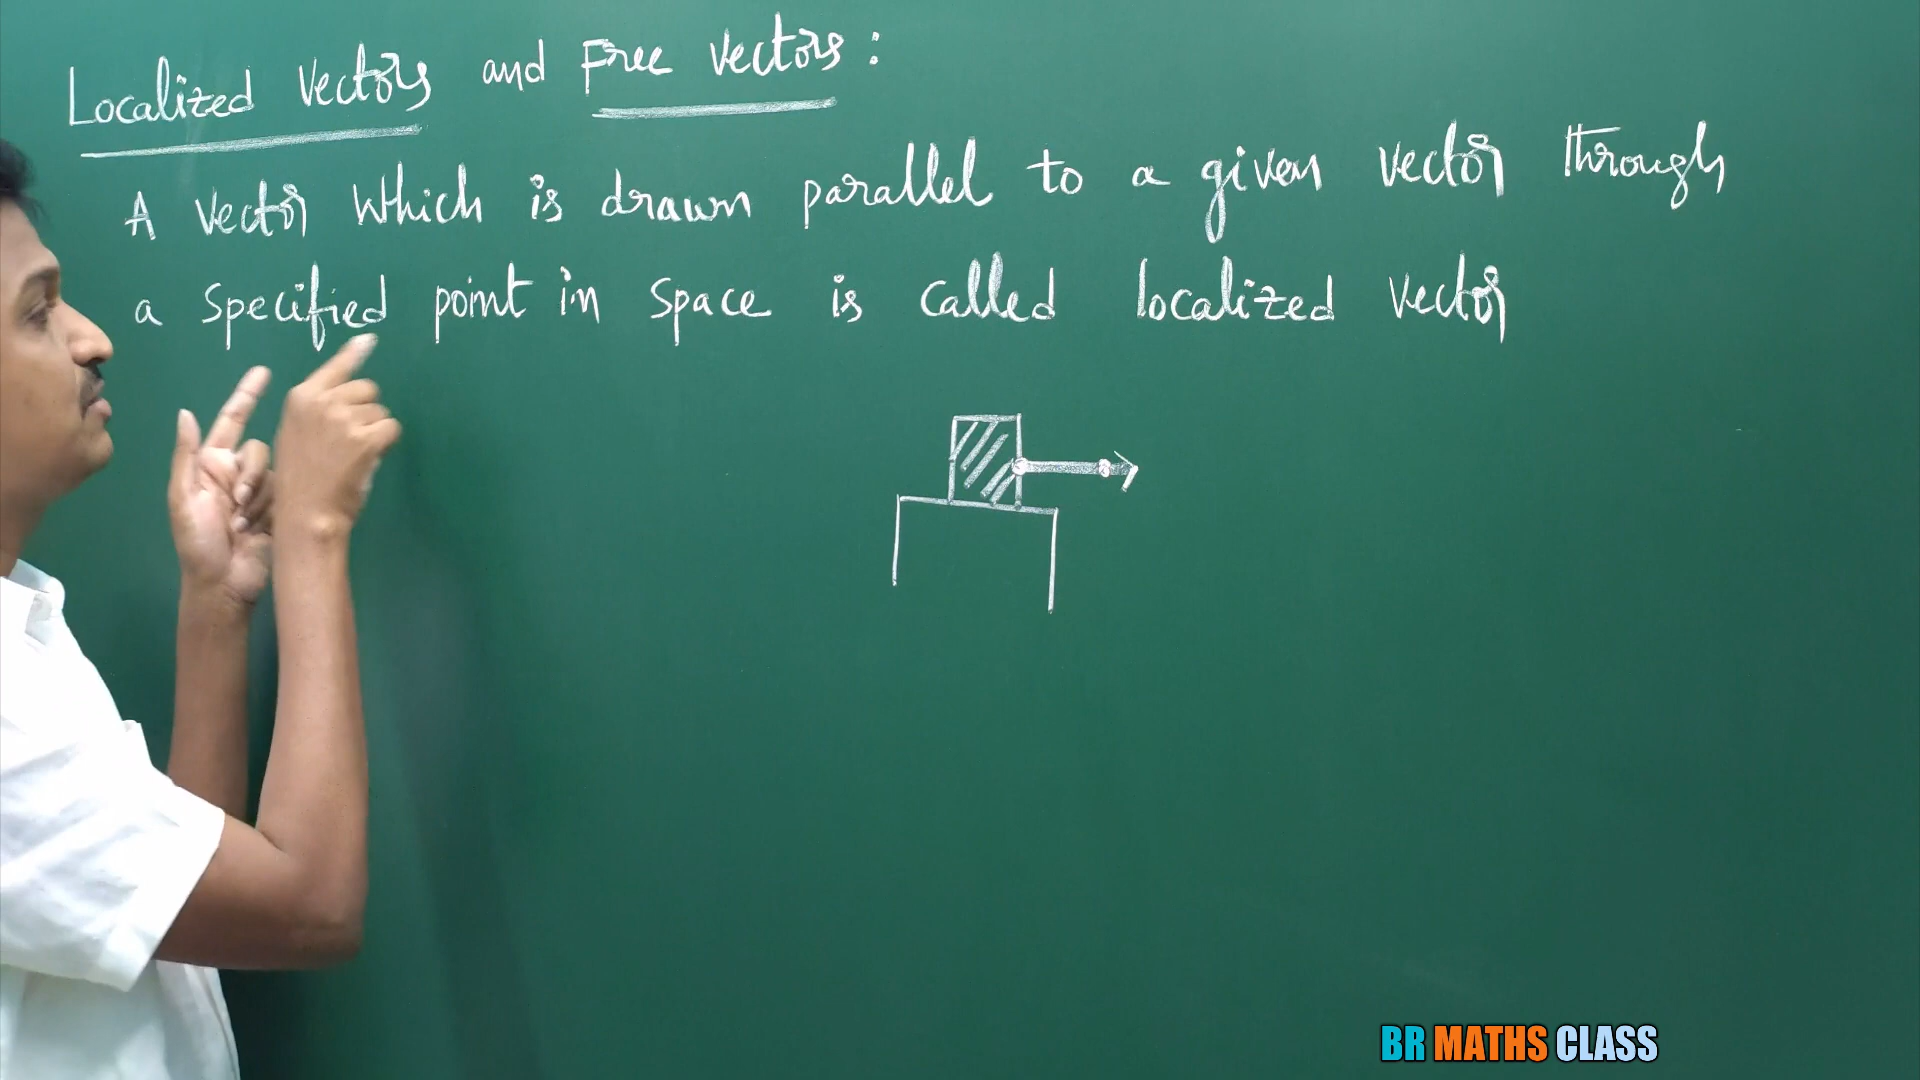 Localized Vectors and Free Vectors :
A vector which is drawn parallel to a given vector through
a specified point in space is called localized vector
BR MATHS CLASS